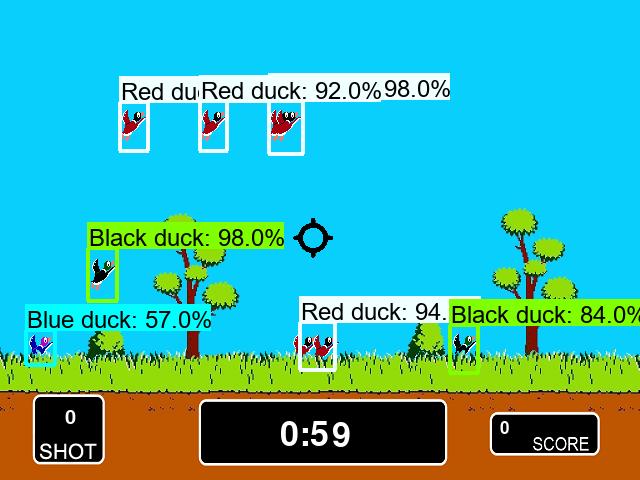 Red du
Red duck: 92.0%
98.0%
Black duck: 98.0%
Blue duck: 57.0%
Red duck: 94.
Black duck: 84.0%
0
SHOT
0:59
0
SCORE